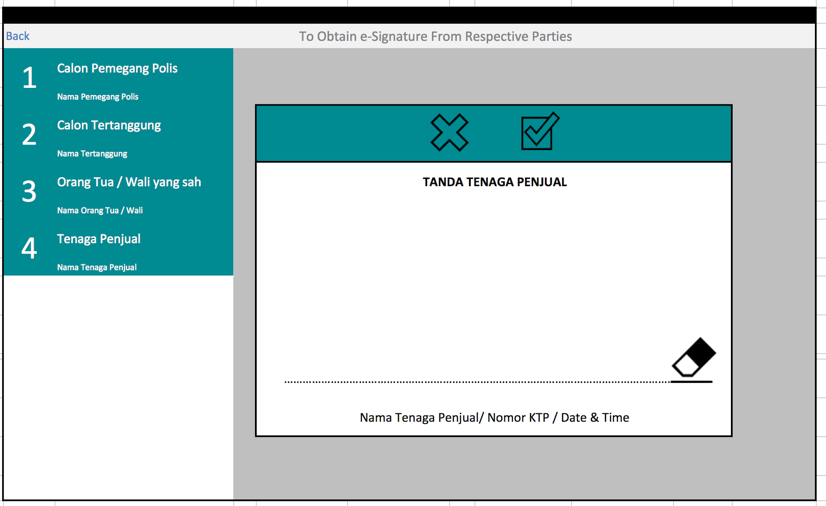 Back
To Obtain e-Signature From Respective Parties
1
Calon Pemegang Polis
Nama Pemegang Polis
2
Calon Tertanggung
Nama Tertanggung
3
Orang Tua / Wali yang sah
Nama Orang Tua / Wali
4
Tenaga Penjual
Nama Tenaga Penjual
TANDA TENAGA PENJUAL
Nama Tenaga Penjual/ Nomor KTP / Date & Time